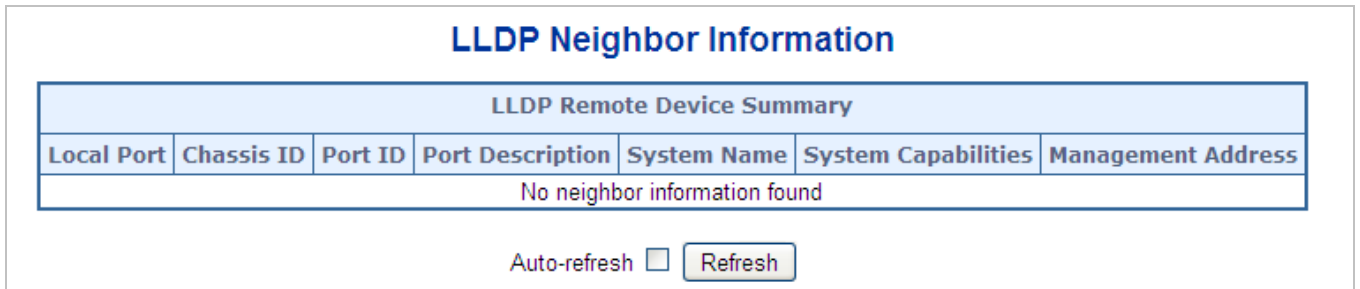 LLDP Neighbor Information
LLDP Remote Device Summary
Local Port Chassis ID Port ID Port Description System Name System Capabilities Management Address
No neighbor information found
Auto-refresh Refresh